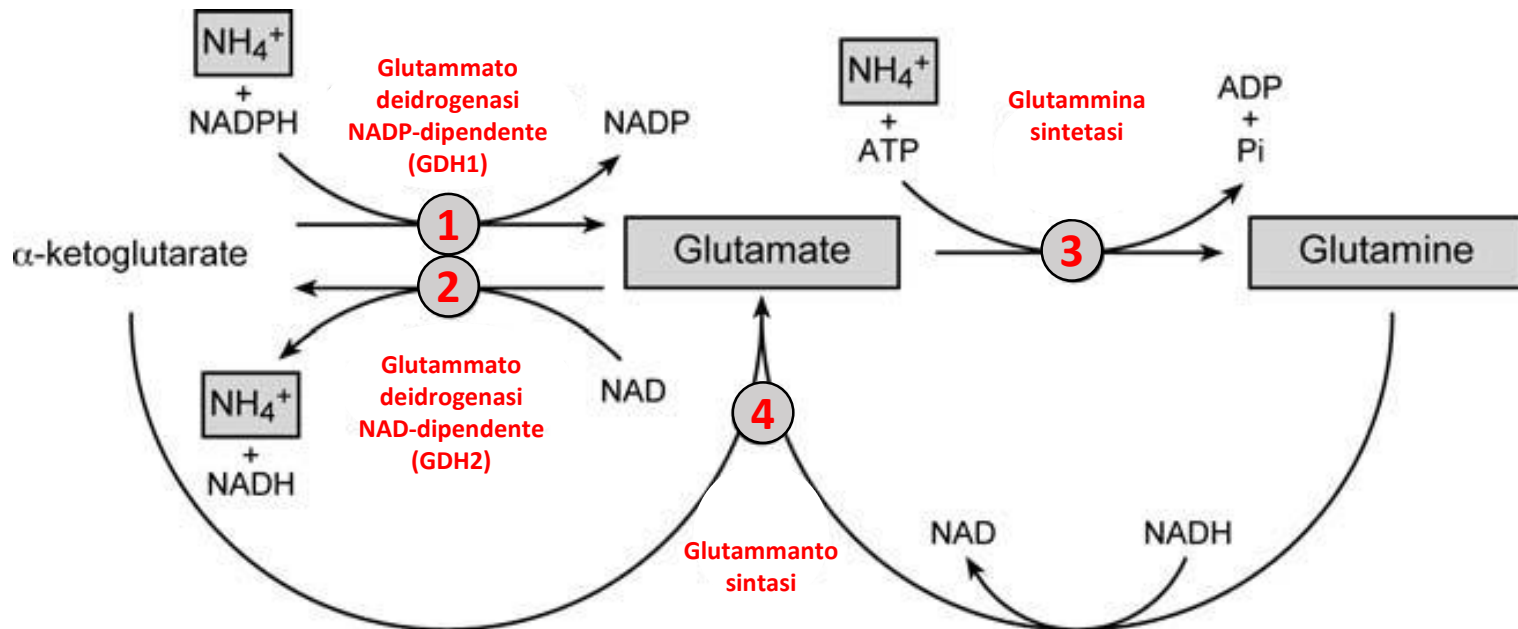 NH₄⁺
+
NADPH
Glutammato
deidrogenasi
NADP-dipendente
(GDH1)
NADP
NH₄⁺
+
ATP
Glutammina
sintetasi
ADP
+
Pi
1
α-ketoglutarate
Glutamate
3
Glutamine
2
NH₄⁺
+
NADH
Glutammato
deidrogenasi
NAD-dipendente
(GDH2)
NAD
4
Glutammanto
sintasi
NAD
NADH